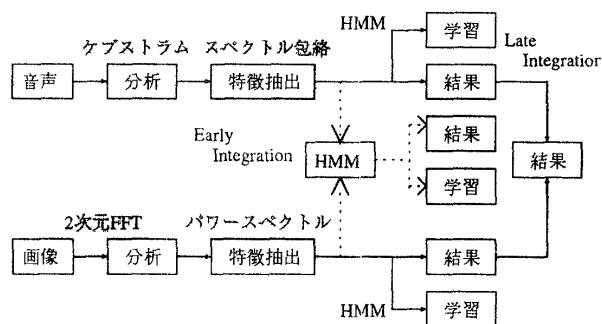 HMM
学習
Late
Integration
ケプストラム スペクトル包絡
音声
分析
特徴抽出
結果
Early
Integration
HMM
結果
学習
結果
2次元FFT
パワースペクトル
画像
分析
特徴抽出
結果
HMM
学習